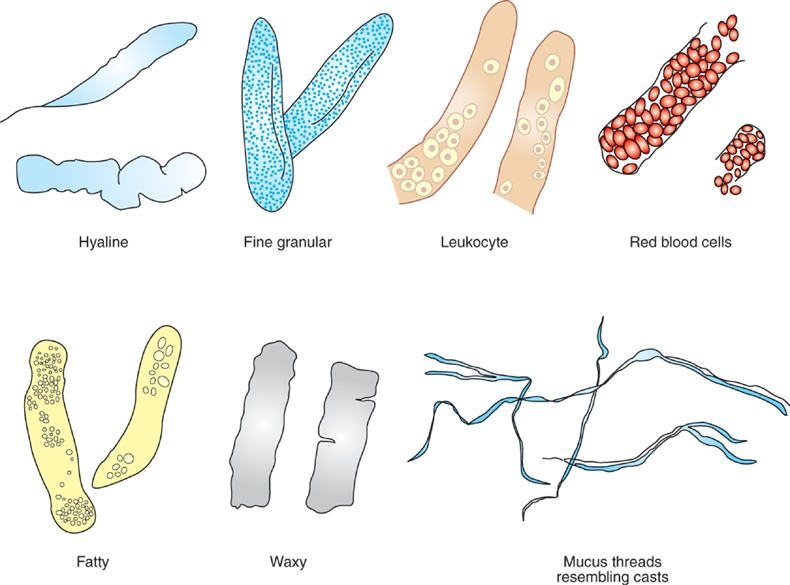 Hyaline
Fine granular
Leukocyte
Red blood cells
Fatty
Waxy
Mucus threads
resembling casts